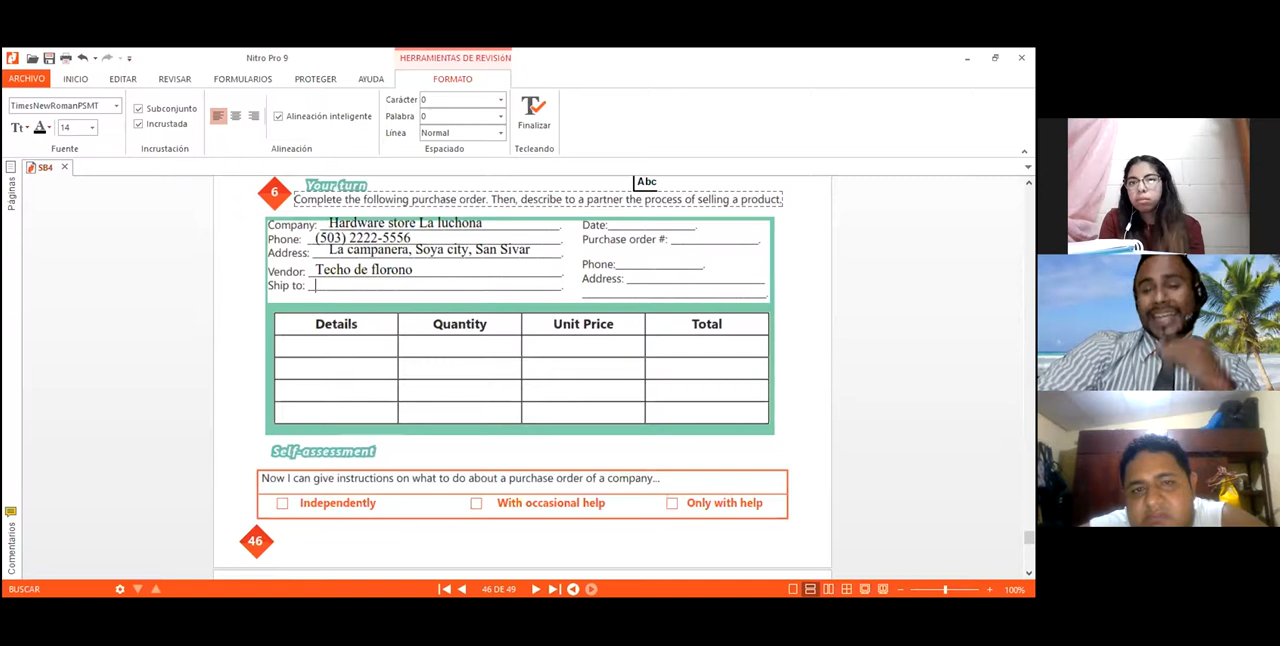 Nitro Pro 9
HERRAMIENTAS DE REVISIÓN
ARCHIVO INICIO EDITAR REVISAR FORMULARIOS PROTEGER AYUDA FORMATO
TimesNewRomanPSMT
Tt A 14
Fuente
Subconjunto
Incrustada
Incrustación
Alineación inteligente
Alineación
Carácter 0
Palabra 0
Línea Normal
Espaciado
Finalizar
Tecleando
SB4
Páginas
Comentarios
Abc
6 Your turn
Complete the following purchase order. Then, describe to a partner the process of selling a product.
Company: Hardware store La luchona
Phone: (503) 2222-5556
Address: La campanera, Soya city, San Sivar
Vendor: Techo de florono
Ship to:
Date:
Purchase order #:
Phone:
Address:
Details Quantity Unit Price Total
Self-assessment
Now I can give instructions on what to do about a purchase order of a company...
Independently With occasional help Only with help
46
BUSCAR 46 DE 49 100%